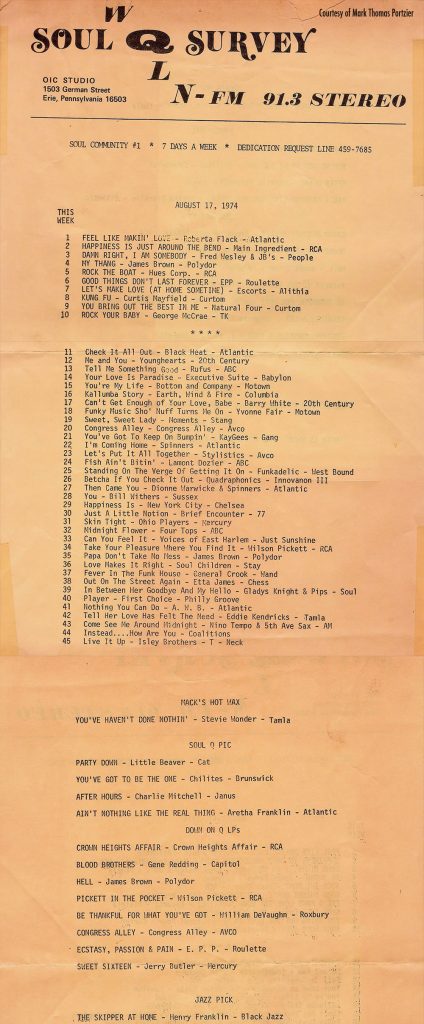 Courtesy of Mark Thomas Portzier
SOUL WQLN-FM SURVEY
91.3 STEREO
OIC STUDIO
1503 German Street
Erie, Pennsylvania 16503
SOUL COMMUNITY #1 * 7 DAYS A WEEK * DEDICATION REQUEST LINE 459-7685
AUGUST 17, 1974
THIS
WEEK
1 FEEL LIKE MAKIN' LOVE - Roberta Flack - Atlantic
2 HAPPINESS IS JUST AROUND THE BEND - Main Ingredient - RCA
3 DAMN RIGHT, I AM SOMEBODY - Fred Wesley & JB's - People
4 MY THANG - James Brown - Polydor
5 ROCK THE BOAT - Hues Corp. - RCA
6 GOOD THINGS DON'T LAST FOREVER - EPP - Roulette
7 LET'S MAKE LOVE (AT HOME SOMETIME) - Escorts - Alithia
8 KUNG FU - Curtis Mayfield - Curtom
9 YOU BRING OUT THE BEST IN ME - Natural Four - Curtom
10 ROCK YOUR BABY - George McCrae - TK
* * * *
11 Check It All Out - Black Heat - Atlantic
12 Me and You - Younghearts - 20th Century
13 Tell Me Something Good - Rufus - ABC
14 Your Love Is Paradise - Executive Suite - Babylon
15 You're My Life - Bottom and Company - Motown
16 Kallumba Story - Earth, Wind & Fire - Columbia
17 Can't Get Enough of Your Love, Babe - Barry White - 20th Century
18 Funky Music Sho' Nuff Turns Me On - Yvonne Fair - Motown
19 Sweet, Sweet Lady - Moments - Stang
20 Congress Alley - Congress Alley - Avco
21 You've Got To Keep On Bumpin' - KayGees - Gang
22 I'm Coming Home - Spinners - Atlantic
23 Let's Put It All Together - Stylistics - Avco
24 Fish Ain't Bitin' - Lamont Dozier - ABC
25 Standing On The Verge Of Getting It On - Funkadelic - West Bound
26 Betcha If You Check It Out - Quadraphonics - Innovanon III
27 Then Came You - Dionne Warwicke & Spinners - Atlantic
28 You - Bill Withers - Sussex
29 Happiness Is - New York City - Chelsea
30 Just A Little Notion - Brief Encounter - 77
31 Skin Tight - Ohio Players - Mercury
32 Midnight Flower - Four Tops - ABC
33 Can You Feel It - Voices of East Harlem - Just Sunshine
34 Take Your Pleasure Where You Find It - Wilson Pickett - RCA
35 Papa Don't Take No Mess - James Brown - Polydor
36 Love Makes It Right - Soul Children - Stay
37 Fever In The Funk House - General Crook - Wand
38 Out On The Street Again - Etta James - Chess
39 In Between Her Goodbye And My Hello - Gladys Knight & Pips - Soul
40 Player - First Choice - Philly Groove
41 Nothing You Can Do - A. W. B. - Atlantic
42 Tell Her Love Has Felt The Need - Eddie Kendricks - Tamla
43 Come See Me Around Midnight - Nino Tempo & 5th Ave Sax - AM
44 Instead....How Are You - Coalitions
45 Live It Up - Isley Brothers - T - Neck
MACK'S HOT WAX
YOU'VE HAVEN'T DONE NOTHIN' - Stevie Wonder - Tamla
SOUL Q PIC
PARTY DOWN - Little Beaver - Cat
YOU'VE GOT TO BE THE ONE - Chilites - Brunswick
AFTER HOURS - Charlie Mitchell - Janus
AIN'T NOTHING LIKE THE REAL THING - Aretha Franklin - Atlantic
DOWN ON Q LPs
CROWN HEIGHTS AFFAIR - Crown Heights Affair - RCA
BLOOD BROTHERS - Gene Redding - Capitol
HELL - James Brown - Polydor
PICKETT IN THE POCKET - Wilson Pickett - RCA
BE THANKFUL FOR WHAT YOU'VE GOT - William DeVaughn - Roxbury
CONGRESS ALLEY - Congress Alley - AVCO
ECSTASY, PASSION & PAIN - E. P. P. - Roulette
SWEET SIXTEEN - Jerry Butler - Mercury
JAZZ PICK
THE SKIPPER AT HOME - Henry Franklin - Black Jazz